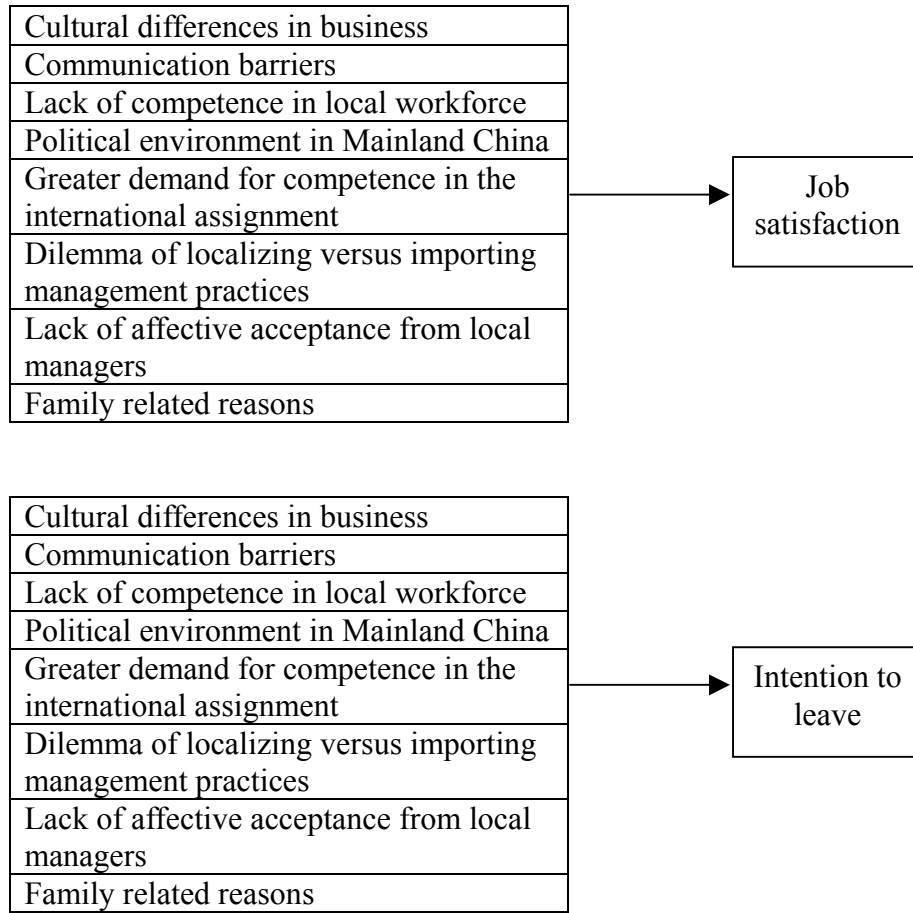 Cultural differences in business
Communication barriers
Lack of competence in local workforce
Political environment in Mainland China
Greater demand for competence in the
international assignment
Dilemma of localizing versus importing
management practices
Lack of affective acceptance from local
managers
Family related reasons
Job
satisfaction
Cultural differences in business
Communication barriers
Lack of competence in local workforce
Political environment in Mainland China
Greater demand for competence in the
international assignment
Dilemma of localizing versus importing
management practices
Lack of affective acceptance from local
managers
Family related reasons
Intention to
leave